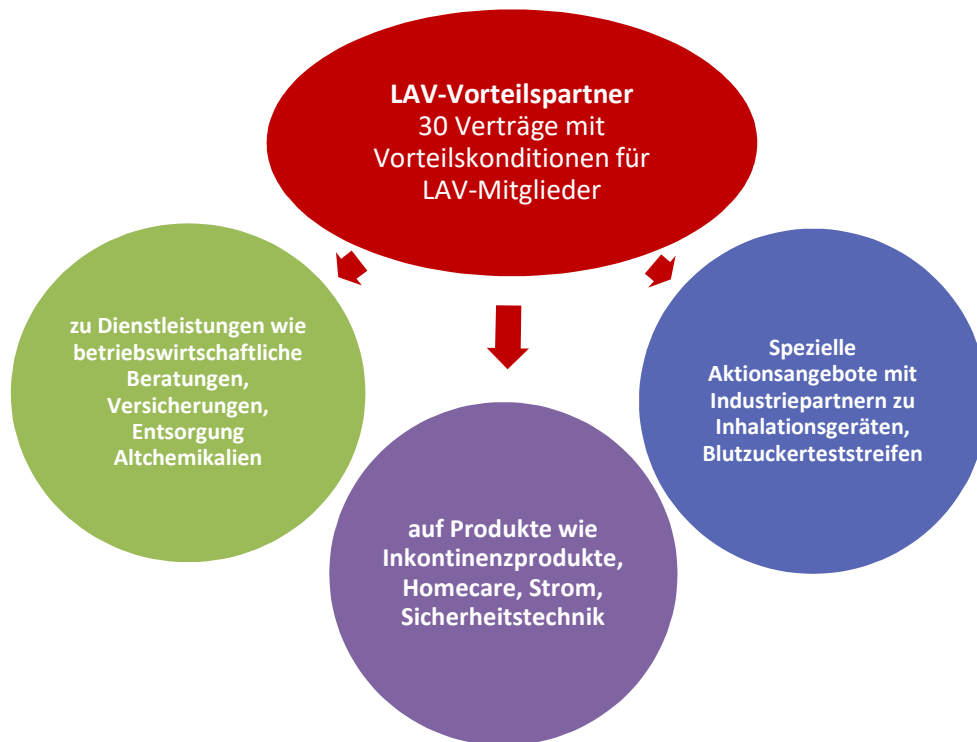 LAV-Vorteilspartner
30 Verträge mit
Vorteilskonditionen für
LAV-Mitglieder
zu Dienstleistungen wie
betriebswirtschaftliche
Beratungen,
Versicherungen,
Entsorgung
Altchemikalien
auf Produkte wie
Inkontinenzprodukte,
Homecare, Strom,
Sicherheitstechnik
Spezielle
Aktionsangebote mit
Industriepartnern zu
Inhalationsgeräten,
Blutzuckerteststreifen